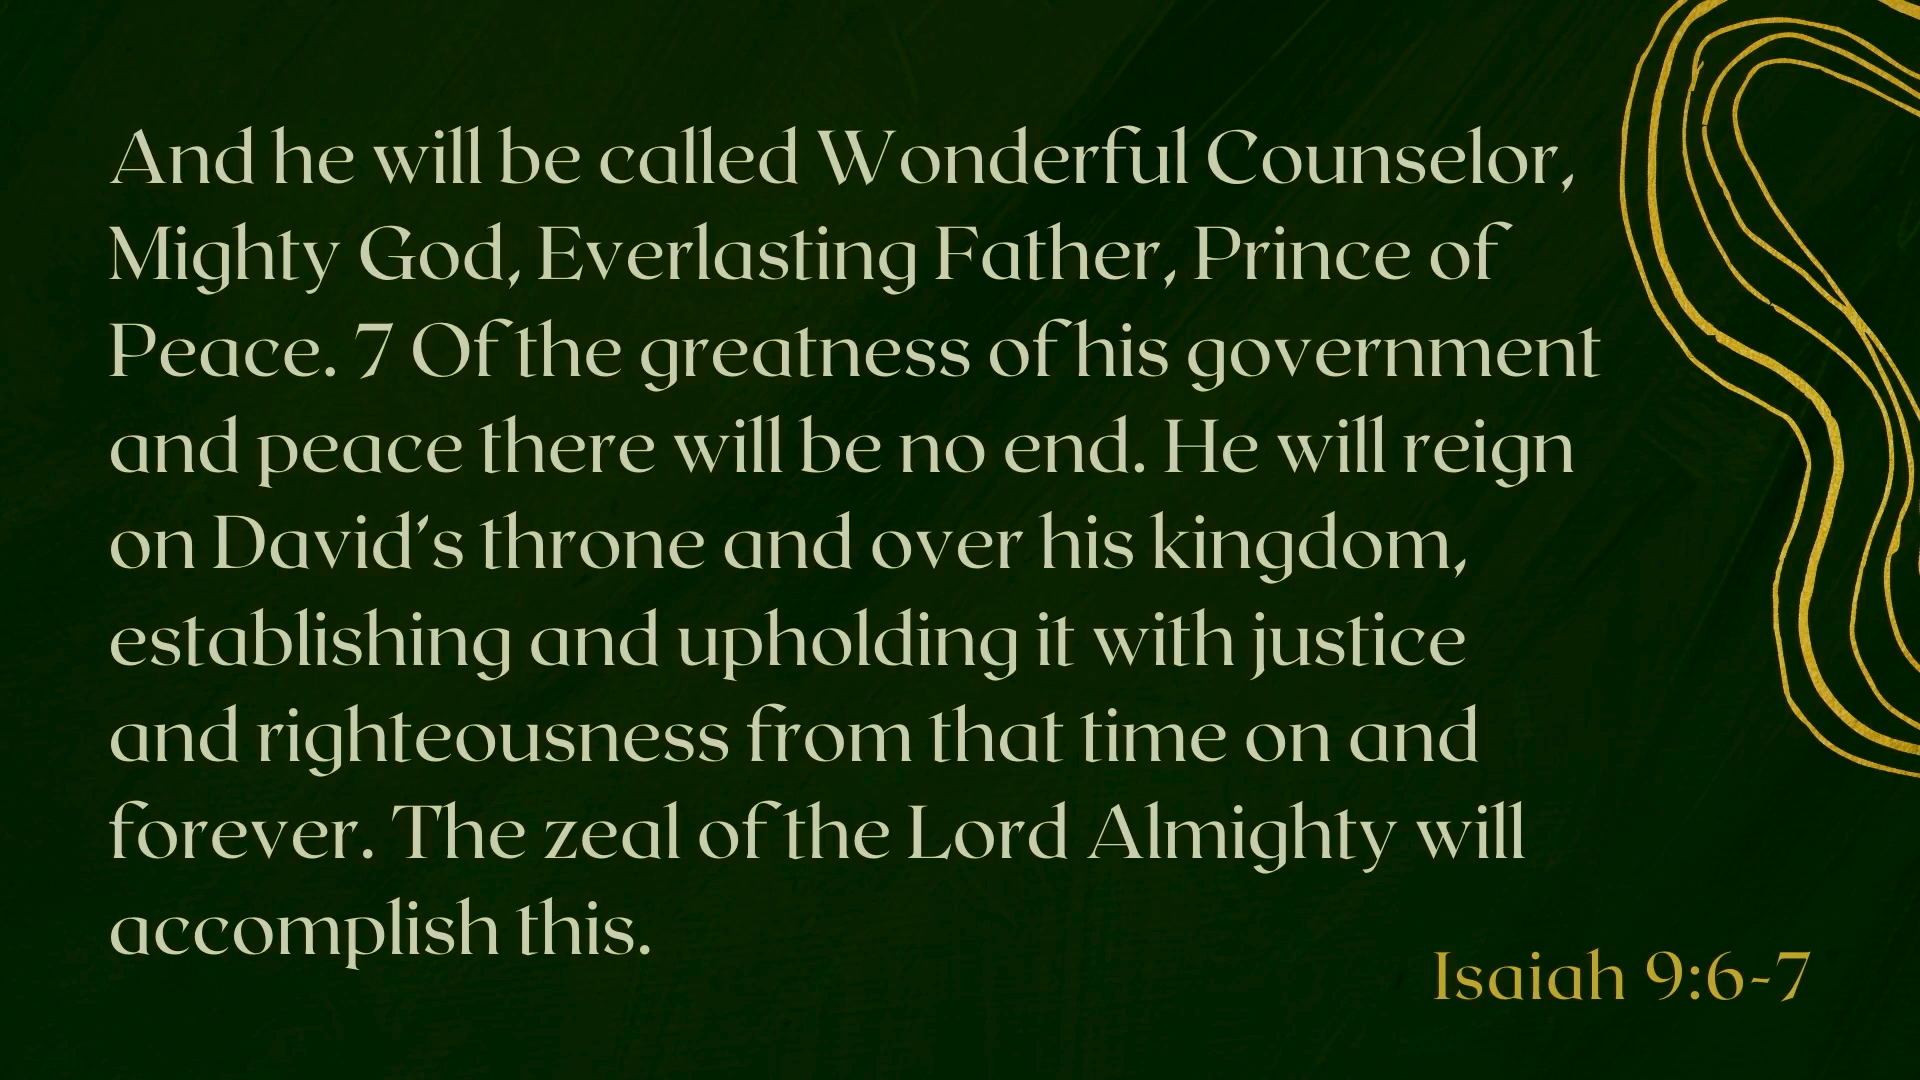 And he will be called Wonderful Counselor,
Mighty God, Everlasting Father, Prince of
Peace. 7 Of the greatness of his government
and peace there will be no end. He will reign
on David's throne and over his kingdom,
establishing and upholding it with justice
and righteousness from that time on and
forever. The zeal of the Lord Almighty will
accomplish this.
Isaiah 9:6-7